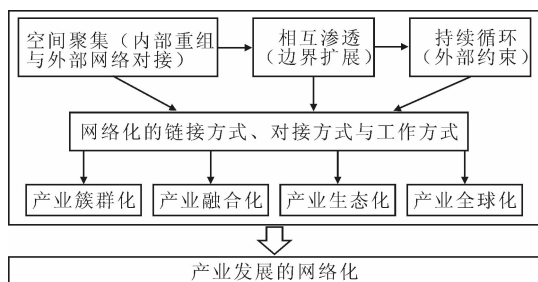 空间聚集（内部重组
与外部网络对接）
相互渗透
（边界扩展）
持续循环
（外部约束）
网络化的链接方式、对接方式与工作方式
产业簇群化
产业融合化
产业生态化
产业全球化
产业发展的网络化